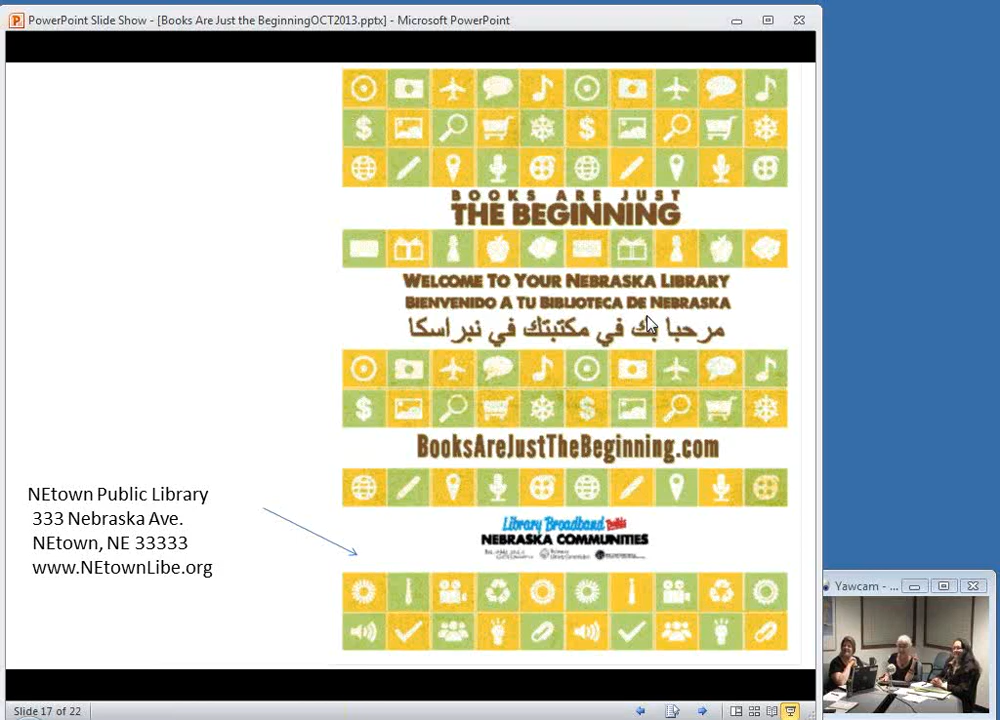 PowerPoint Slide Show - [Books Are Just the BeginningOCT2013.pptx] - Microsoft PowerPoint
BOOKS ARE JUST
THE BEGINNING
WELCOME TO YOUR NEBRASKA LIBRARY
BIENVENIDO A TU BIBLIOTECA DE NEBRASKA
مرحبا بك في مكتبتك في نبراسكا
BooksAreJustTheBeginning.com
NEtown Public Library
333 Nebraska Ave.
NEtown, NE 33333
www.NEtownLibe.org
Library Broadband Builds
NEBRASKA COMMUNITIES
Yawcam - ...
Slide 17 of 22